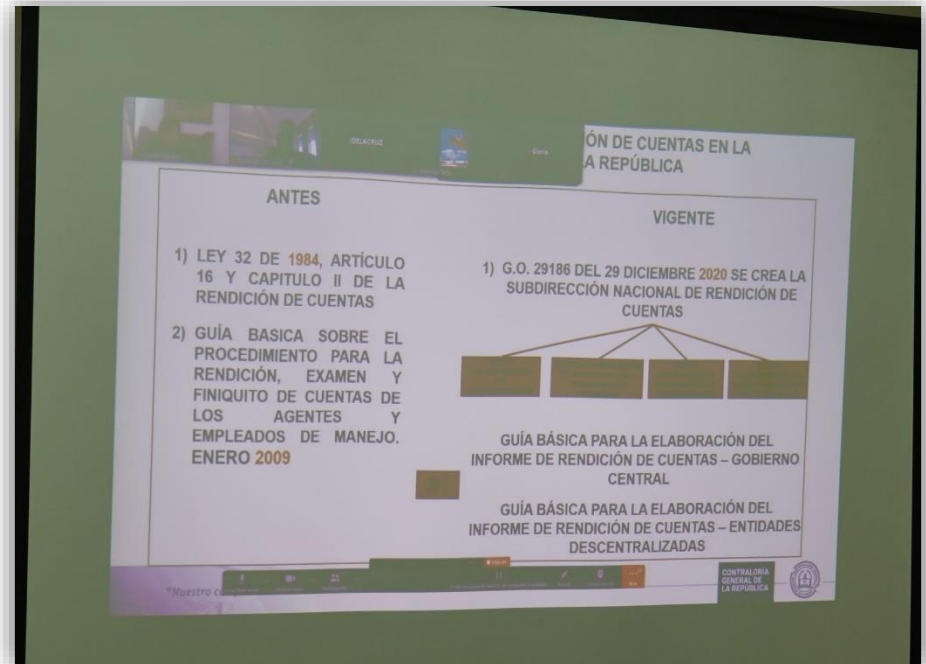 IDELACRUZ
Gloria
ÓN DE CUENTAS EN LA
A REPÚBLICA
ANTES
1) LEY 32 DE 1984, ARTÍCULO
16 Y CAPITULO II DE LA
RENDICIÓN DE CUENTAS
2) GUÍA BASICA SOBRE EL
PROCEDIMIENTO PARA LA
RENDICIÓN, EXAMEN Y
FINIQUITO DE CUENTAS DE
LOS AGENTES Y
EMPLEADOS DE MANEJO.
ENERO 2009
VIGENTE
1) G.O. 29186 DEL 29 DICIEMBRE 2020 SE CREA LA
SUBDIRECCIÓN NACIONAL DE RENDICIÓN DE
CUENTAS
GUÍA BÁSICA PARA LA ELABORACIÓN DEL
INFORME DE RENDICIÓN DE CUENTAS – GOBIERNO
CENTRAL
GUÍA BÁSICA PARA LA ELABORACIÓN DEL
INFORME DE RENDICIÓN DE CUENTAS – ENTIDADES
DESCENTRALIZADAS
"Nuestro
CONTRALORÍA
GENERAL DE
LA REPÚBLICA